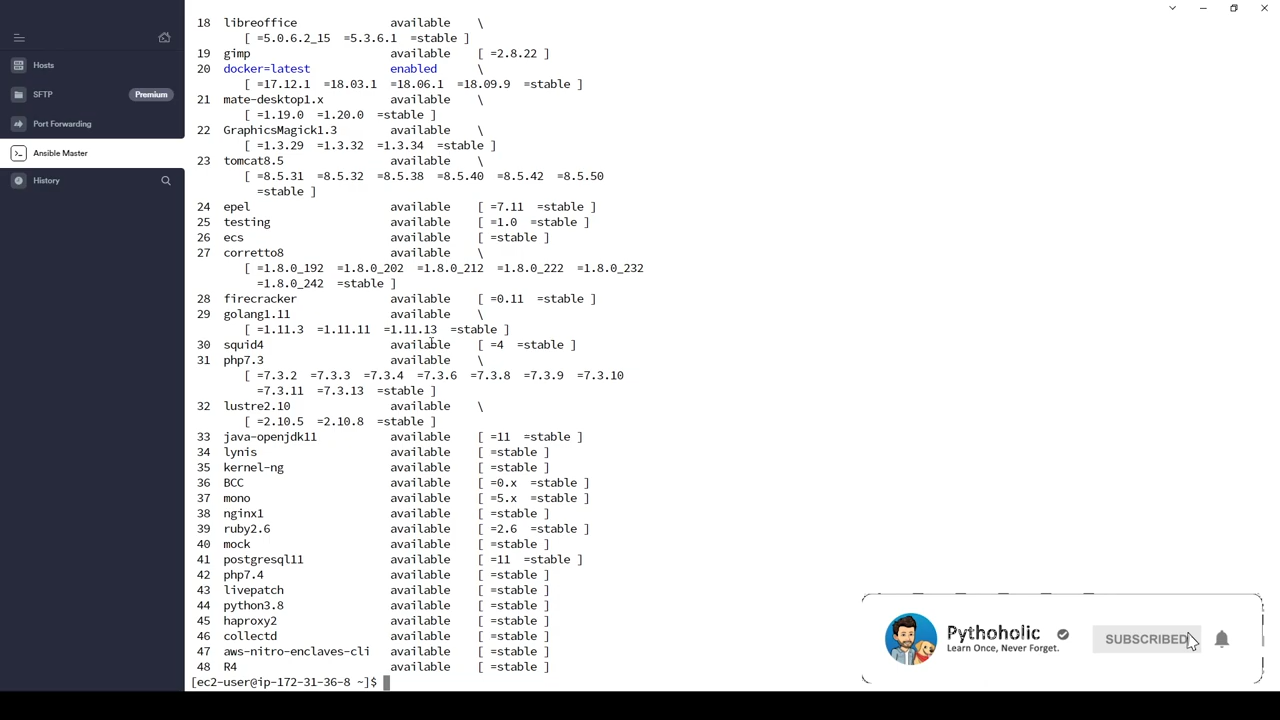 Hosts
SFTP Premium
Port Forwarding
Ansible Master
History
18 libreoffice available \
[ =5.0.6.2_15 =5.3.6.1 =stable ]
19 gimp available [ =2.8.22 ]
20 docker=latest enabled \
[ =17.12.1 =18.03.1 =18.06.1 =18.09.9 =stable ]
21 mate-desktop1.x available \
[ =1.19.0 =1.20.0 =stable ]
22 GraphicsMagick1.3 available \
[ =1.3.29 =1.3.32 =1.3.34 =stable ]
23 tomcat8.5 available \
[ =8.5.31 =8.5.32 =8.5.38 =8.5.40 =8.5.42 =8.5.50
=stable ]
24 epel available [ =7.11 =stable ]
25 testing available [ =1.0 =stable ]
26 ecs available [ =stable ]
27 corretto8 available \
[ =1.8.0_192 =1.8.0_202 =1.8.0_212 =1.8.0_222 =1.8.0_232
=1.8.0_242 =stable ]
28 firecracker available [ =0.11 =stable ]
29 golang1.11 available \
[ =1.11.3 =1.11.11 =1.11.13 =stable ]
30 squid4 available [ =4 =stable ]
31 php7.3 available \
[ =7.3.2 =7.3.3 =7.3.4 =7.3.6 =7.3.8 =7.3.9 =7.3.10
=7.3.11 =7.3.13 =stable ]
32 lustre2.10 available \
[ =2.10.5 =2.10.8 =stable ]
33 java-openjdk11 available [ =11 =stable ]
34 lynis available [ =stable ]
35 kernel-ng available [ =stable ]
36 BCC available [ =0.x =stable ]
37 mono available [ =5.x =stable ]
38 nginx1 available [ =stable ]
39 ruby2.6 available [ =2.6 =stable ]
40 mock available [ =stable ]
41 postgresql11 available [ =11 =stable ]
42 php7.4 available [ =stable ]
43 livepatch available [ =stable ]
44 python3.8 available [ =stable ]
45 haproxy2 available [ =stable ]
46 collectd available [ =stable ]
47 aws-nitro-enclaves-cli available [ =stable ]
48 R4 available [ =stable ]
[ec2-user@ip-172-31-36-8 ~]$
Pythoholic
Learn Once, Never Forget.
SUBSCRIBED